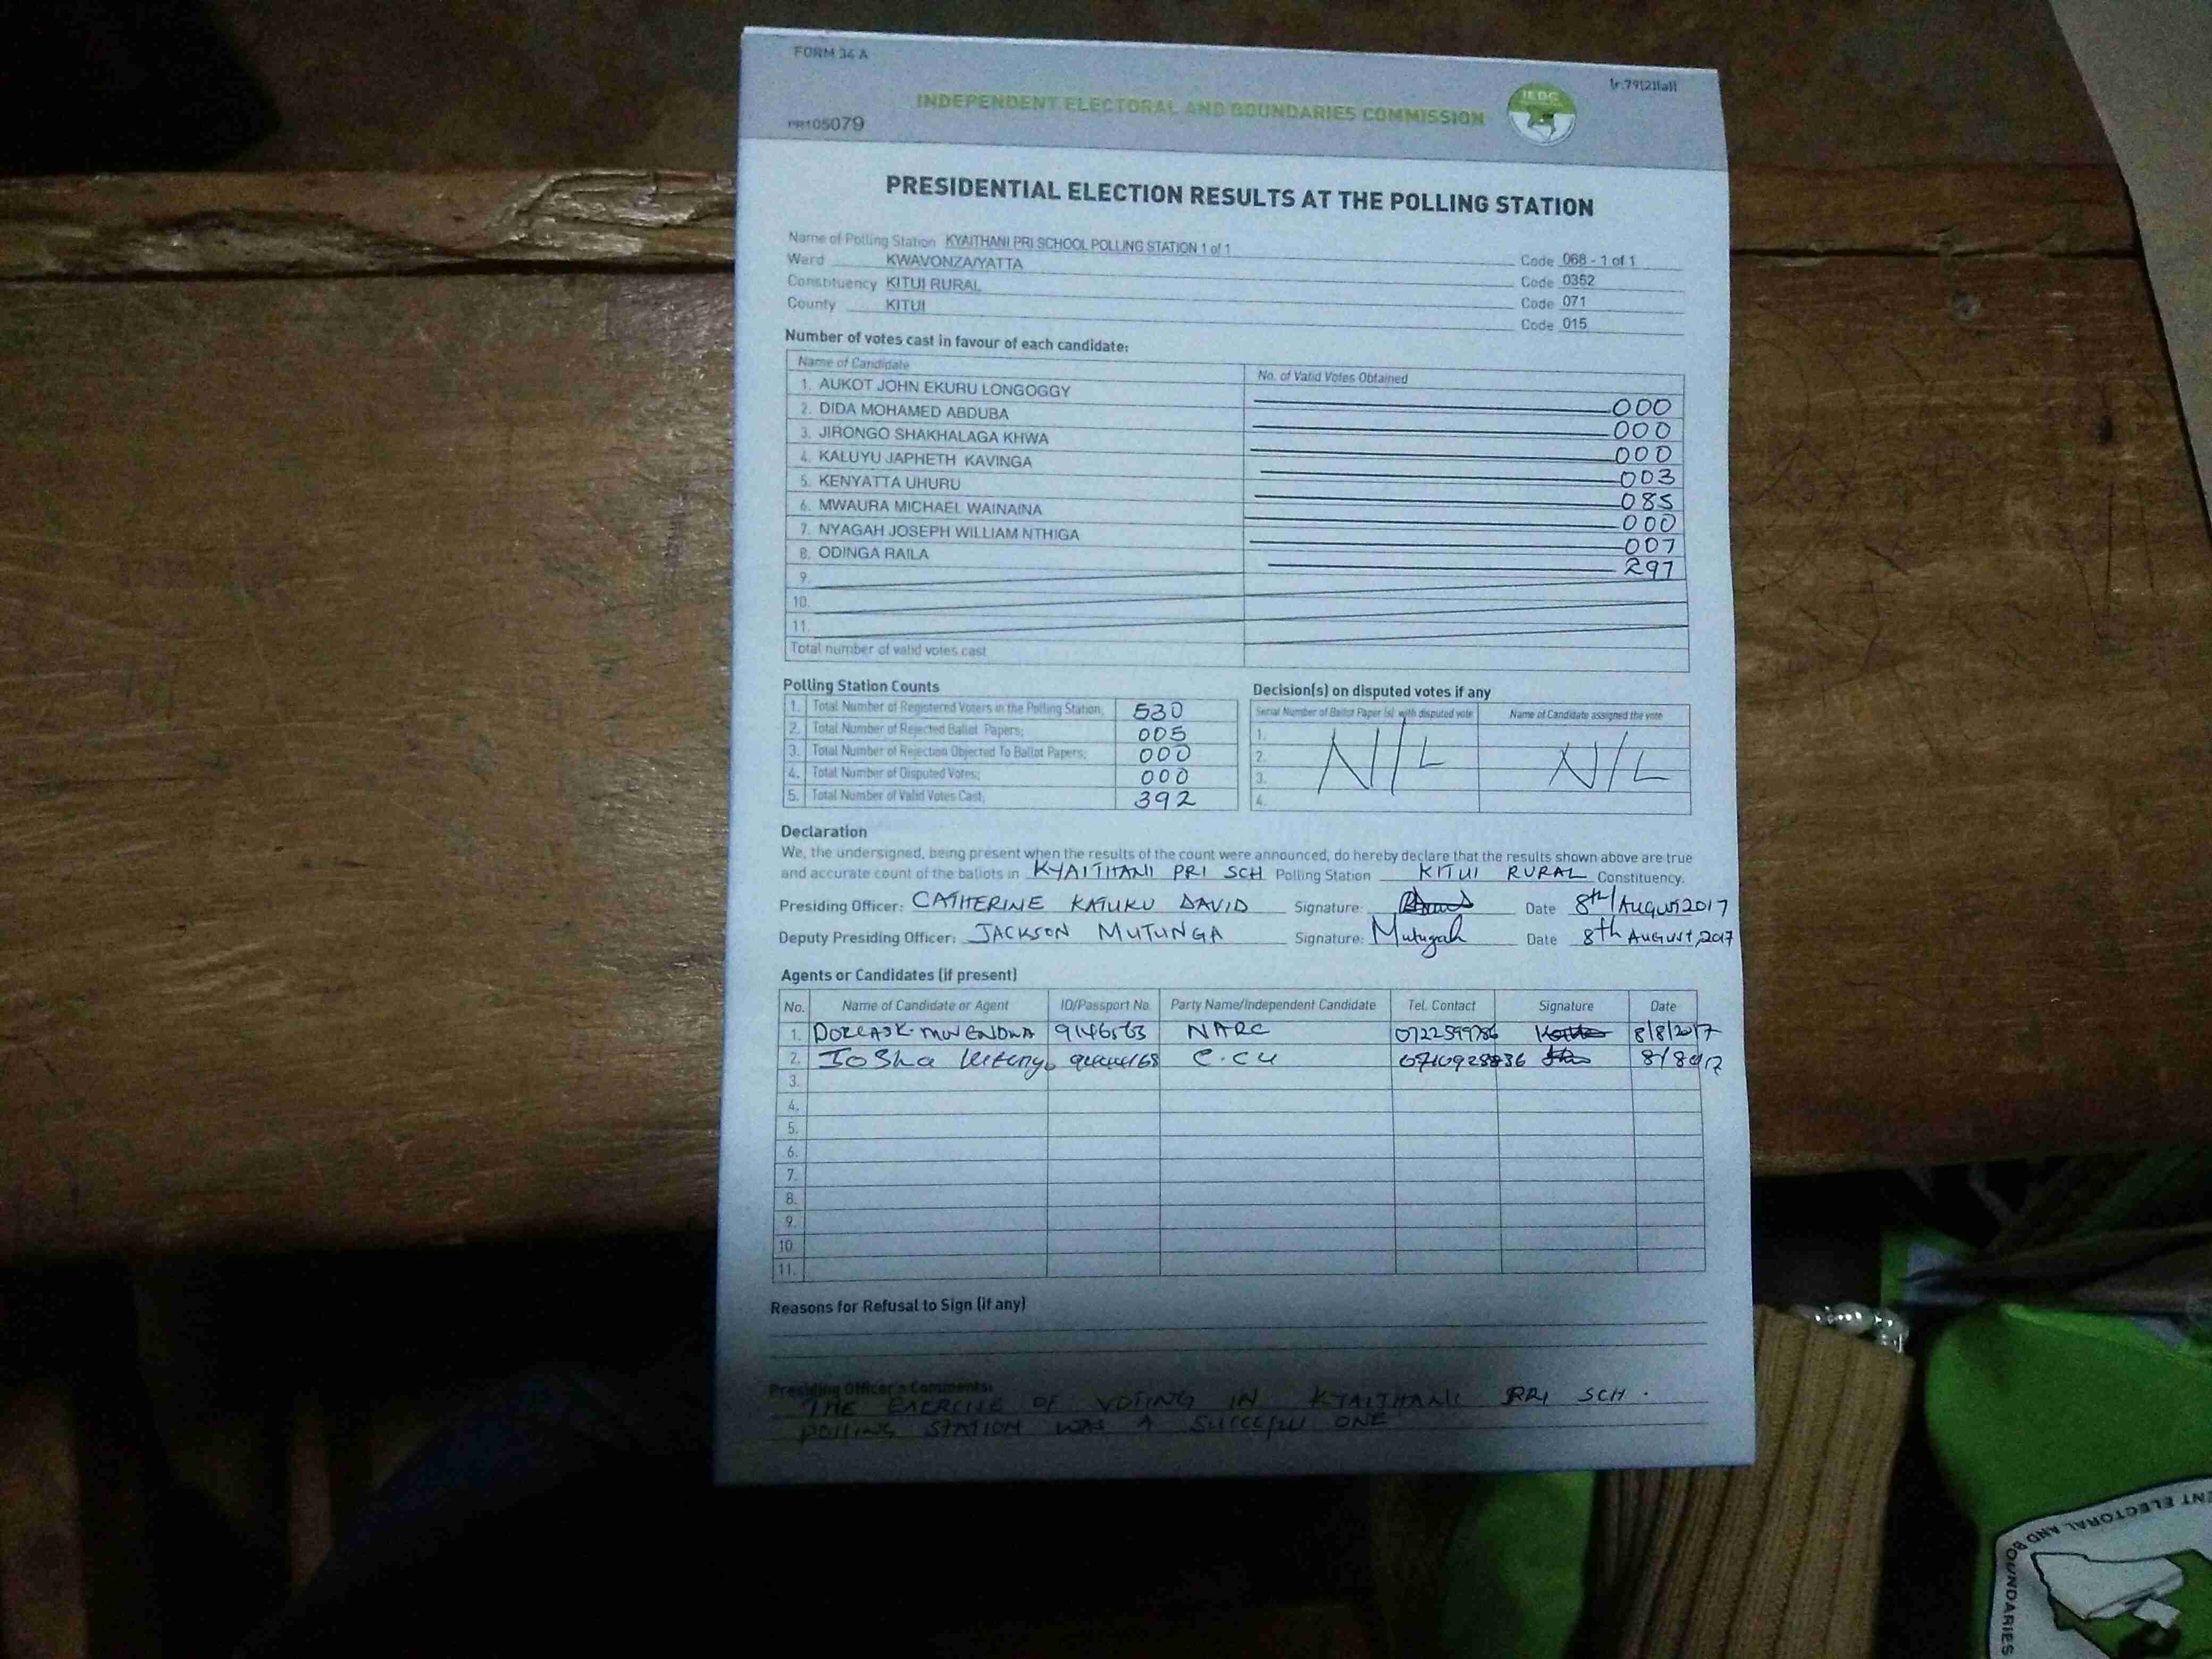 FORM 34 A
(r.79(2)(a))
INDEPENDENT ELECTORAL AND BOUNDARIES COMMISSION
IEBC
PR105079
PRESIDENTIAL ELECTION RESULTS AT THE POLLING STATION
Name of Polling Station KYAITHANI PRI SCHOOL POLLING STATION 1 of 1 Code 068 - 1 of 1
Ward KWAVONZA/YATTA Code 0352
Constituency KITUI RURAL Code 071
County KITUI Code 015
Number of votes cast in favour of each candidate:
Name of Candidate No. of Valid Votes Obtained
1. AUKOT JOHN EKURU LONGOGGY 000
2. DIDA MOHAMED ABDUBA 000
3. JIRONGO SHAKHALAGA KHWA 000
4. KALUYU JAPHETH KAVINGA 003
5. KENYATTA UHURU 085
6. MWAURA MICHAEL WAINAINA 000
7. NYAGAH JOSEPH WILLIAM NTHIGA 007
8. ODINGA RAILA 297
9.
10.
11.
Total number of valid votes cast
Polling Station Counts
1. Total Number of Registered Voters in the Polling Station; 530
2. Total Number of Rejected Ballot Papers; 005
3. Total Number of Rejection Objected To Ballot Papers; 000
4. Total Number of Disputed Votes; 000
5. Total Number of Valid Votes Cast; 392
Decision(s) on disputed votes if any
Serial Number of Ballot Paper (s) with disputed vote Name of Candidate assigned the vote
1.
2. NIL NIL
3.
4.
Declaration
We, the undersigned, being present when the results of the count were announced, do hereby declare that the results shown above are true
and accurate count of the ballots in KYAITHANI PRI SCH Polling Station KITUI RURAL Constituency.
Presiding Officer: CATHERINE KATUKU DAVID Signature: Date 8th/AUGUST 2017
Deputy Presiding Officer: JACKSON MUTUNGA Signature: Mutugah Date 8th AUGUST, 2017
Agents or Candidates (if present)
No. Name of Candidate or Agent ID/Passport No. Party Name/Independent Candidate Tel. Contact Signature Date
1. DORCAS K. MWENDWA NARC 0722599786 8/8/2017
2. C.CU
3.
4.
5.
6.
7.
8.
9.
10.
11.
Reasons for Refusal to Sign (if any)
Presiding Officer's Comments:
THE EXERCISE OF VOTING IN KYAITHANI PRI SCH.
POLLING STATION WAS A SUCCEFUL ONE
ENT ELECTORAL AND
BOUNDARIES